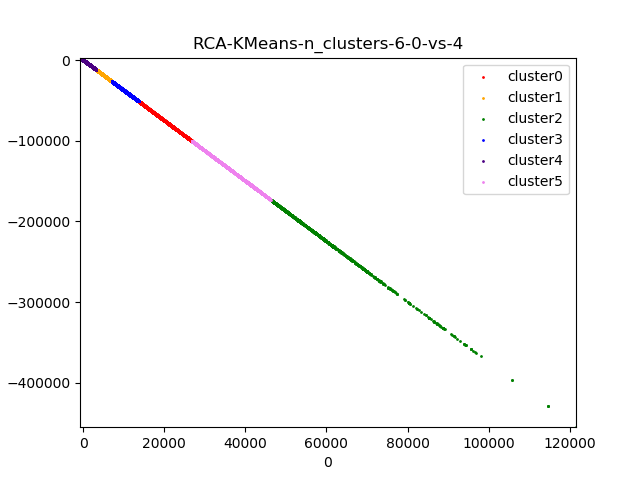 RCA-KMeans-n_clusters-6-0-vs-4
0
−100000
−200000
−300000
−400000
cluster0
cluster1
cluster2
cluster3
cluster4
cluster5
0 20000 40000 60000 80000 100000 120000
0